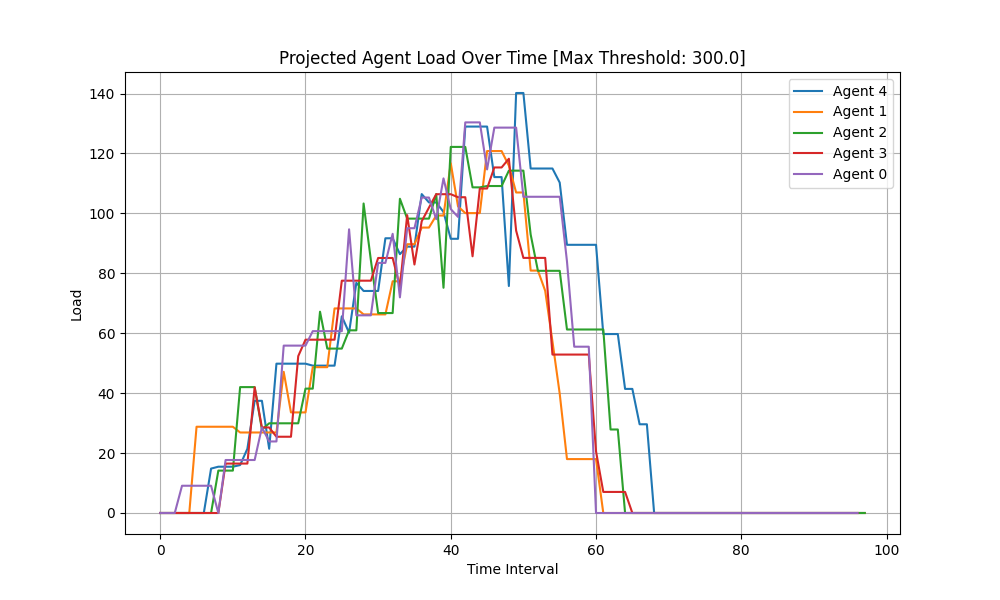 Projected Agent Load Over Time [Max Threshold: 300.0]
Load
140
120
100
80
60
40
20
0
Agent 4
Agent 1
Agent 2
Agent 3
Agent 0
0 20 40 60 80 100
Time Interval